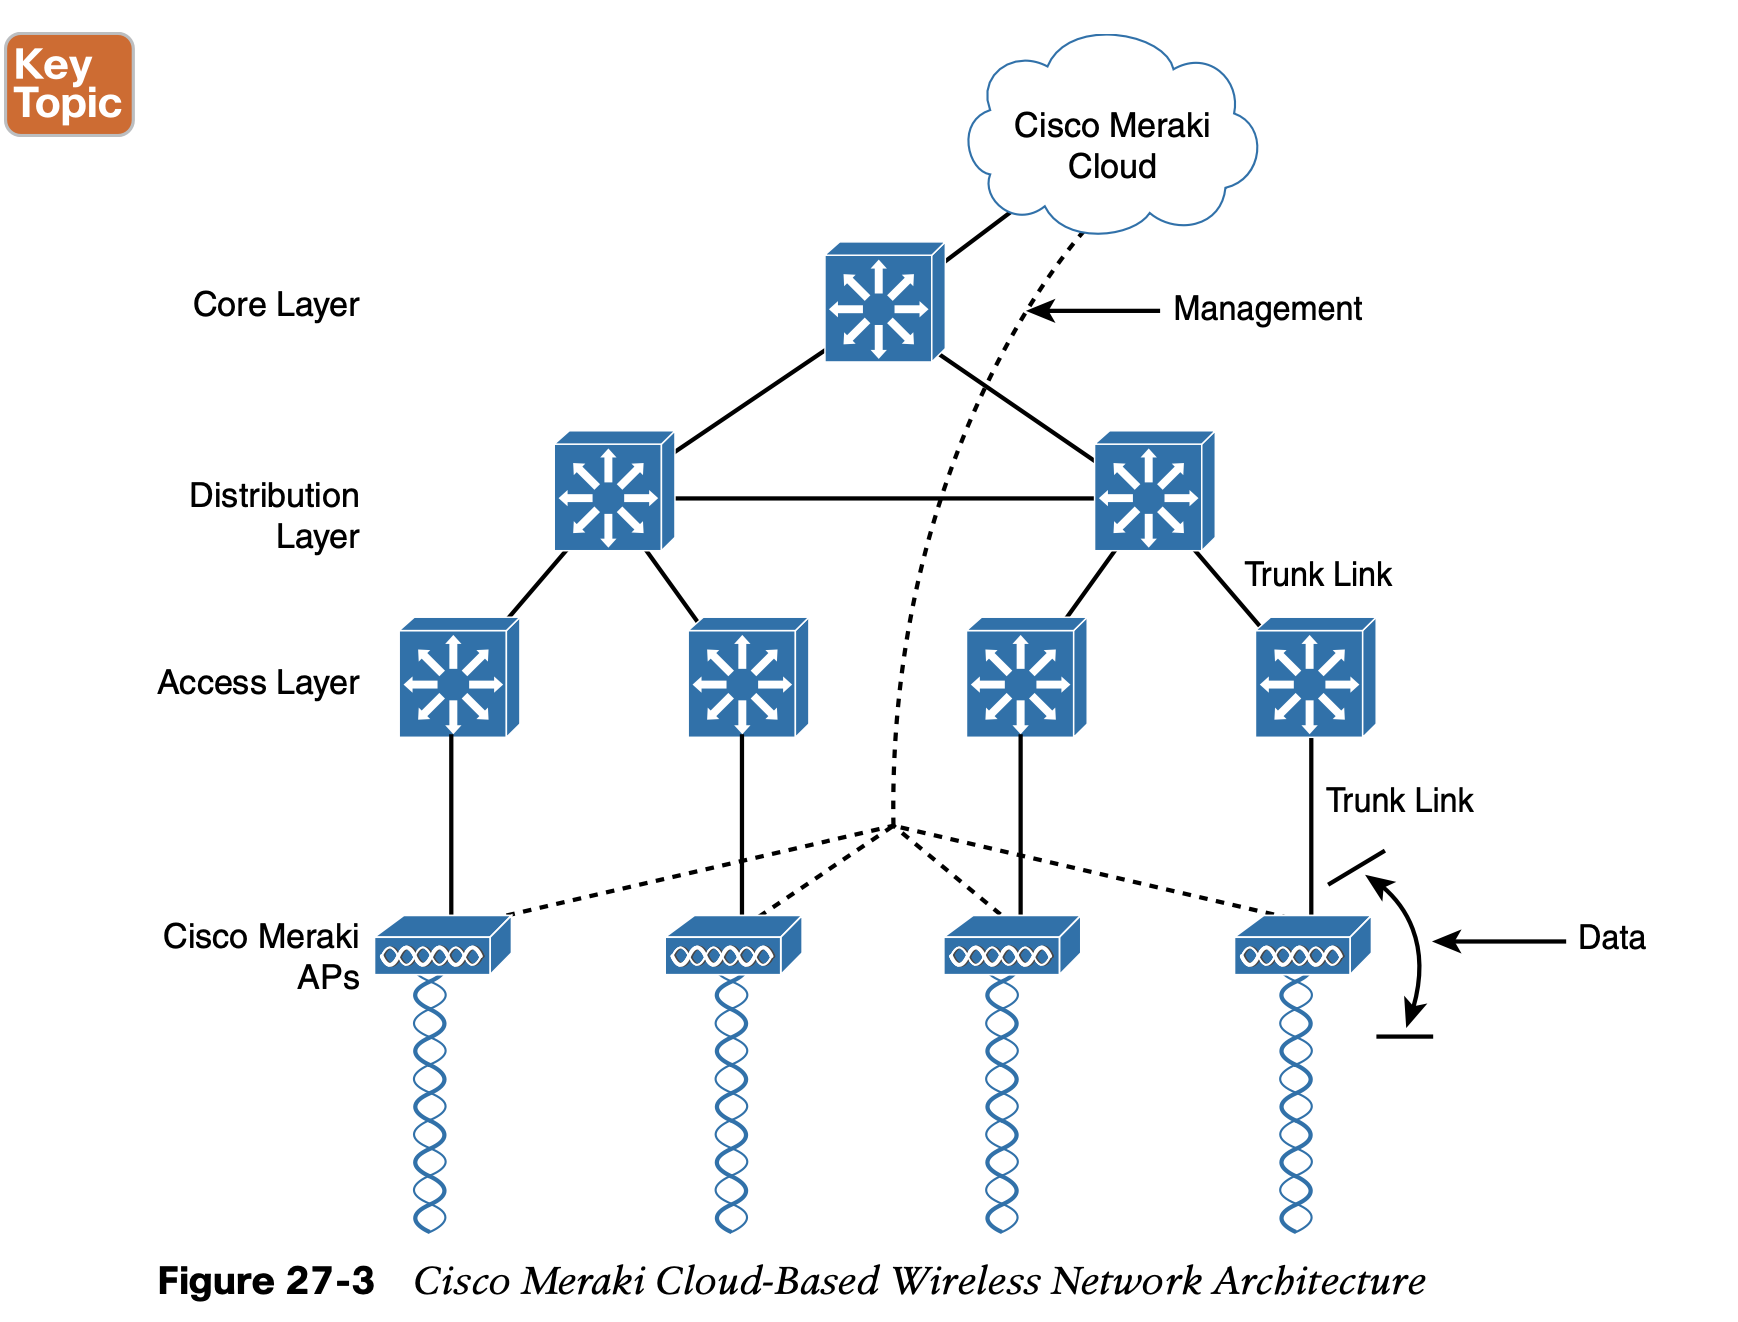 Key
Topic
Cisco Meraki
Cloud
Core Layer
Management
Distribution
Layer
Trunk Link
Access Layer
Trunk Link
Cisco Meraki
APs
Data
Figure 27-3 Cisco Meraki Cloud-Based Wireless Network Architecture